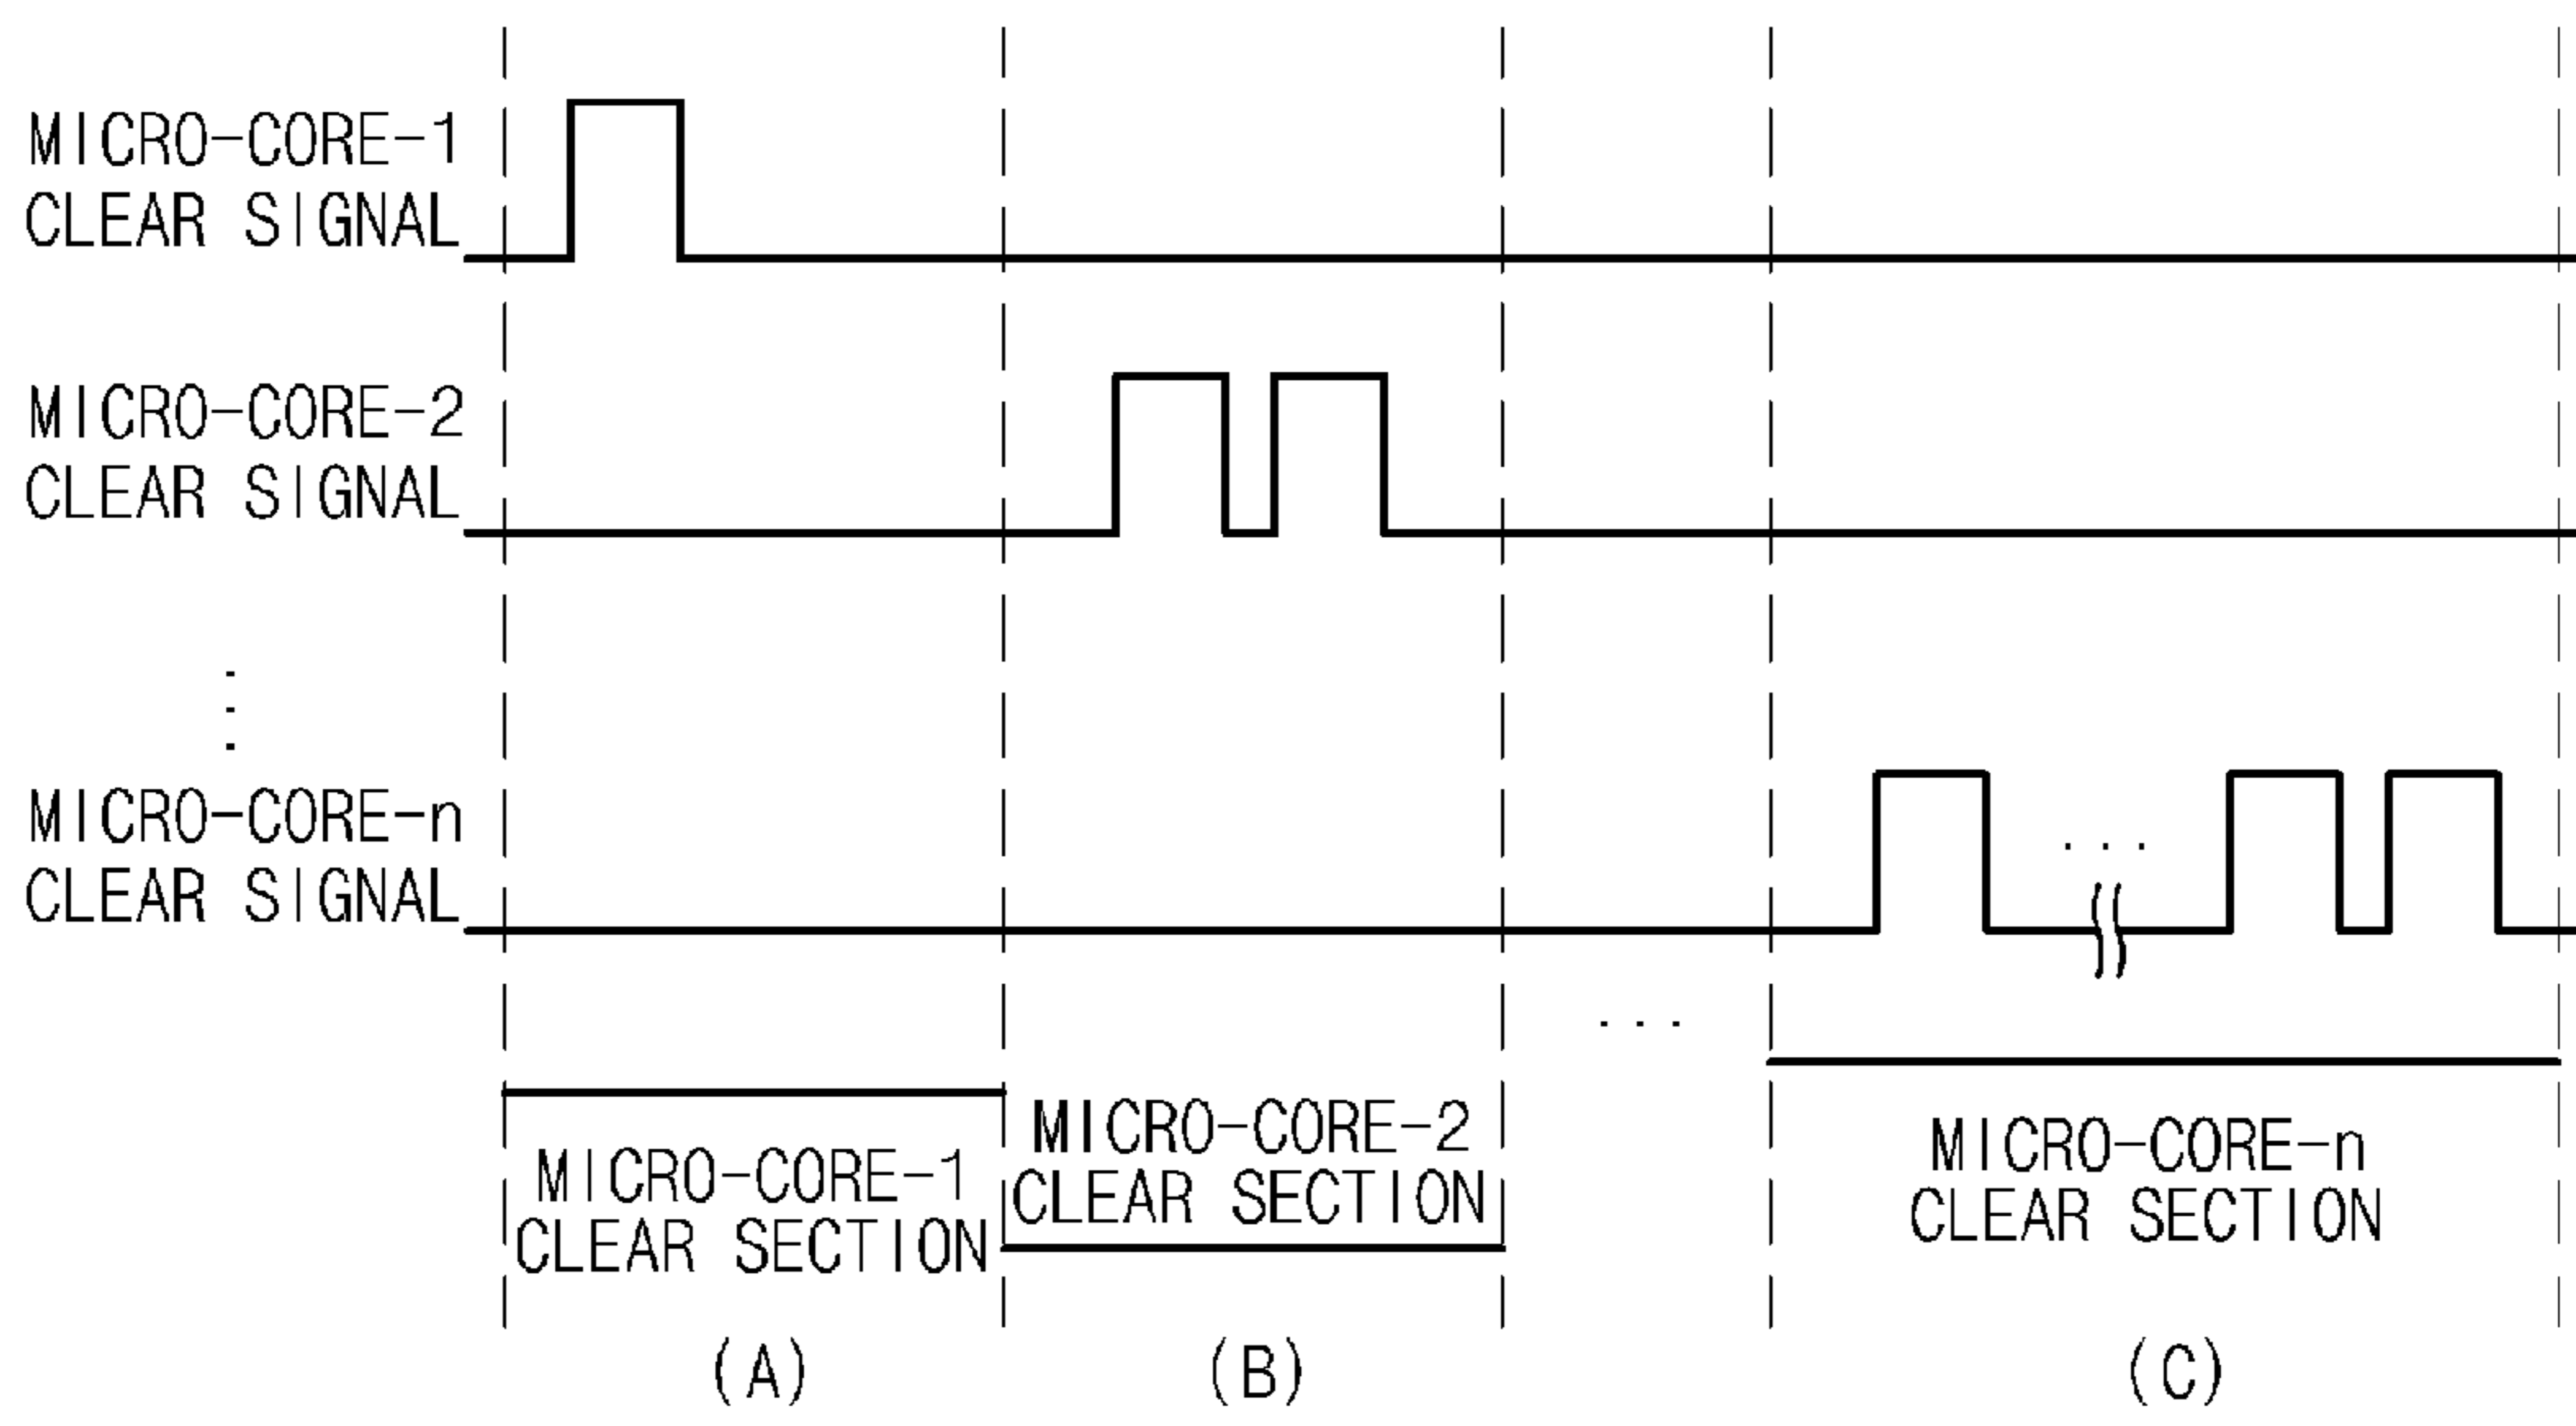 MICRO-CORE-1
CLEAR SIGNAL
MICRO-CORE-2
CLEAR SIGNAL
MICRO-CORE-n
CLEAR SIGNAL
. . .
. . .
MICRO-CORE-1
CLEAR SECTION
MICRO-CORE-2
CLEAR SECTION
MICRO-CORE-n
CLEAR SECTION
(A)
(B)
(C)